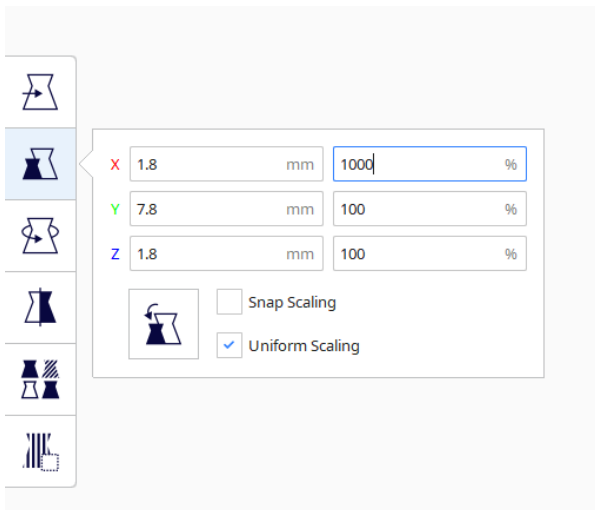 X 1.8 mm 1000 %
Y 7.8 mm 100 %
Z 1.8 mm 100 %
Snap Scaling
Uniform Scaling